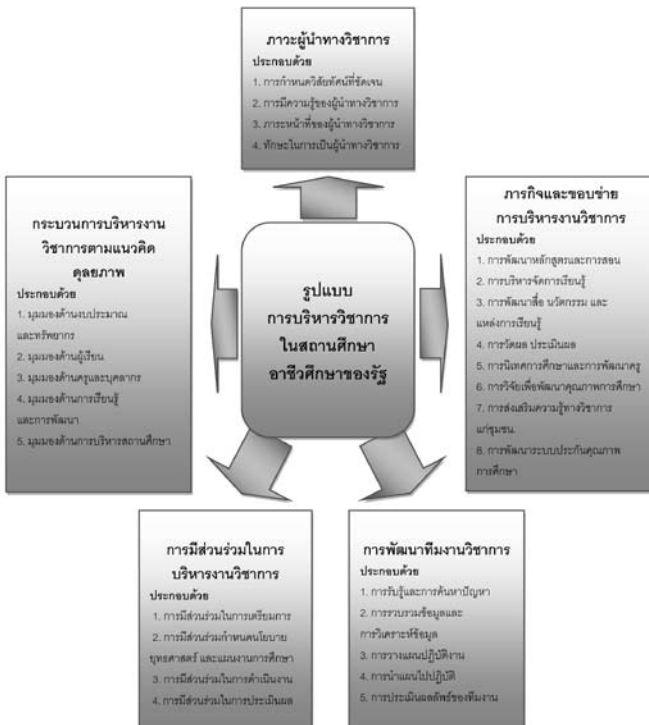 ภาวะผู้นำทางวิชาการ
ประกอบด้วย
1. การกำหนดวิสัยทัศน์ที่ชัดเจน
2. การมีความรู้ของผู้นำทางวิชาการ
3. ภาระหน้าที่ของผู้นำทางวิชาการ
4. ทักษะในการเป็นผู้นำทางวิชาการ
กระบวนการบริหารงาน
วิชาการตามแนวคิด
ดุลยภาพ
ประกอบด้วย
1. มุมมองด้านงบประมาณ
และทรัพยากร
2. มุมมองด้านผู้เรียน
3. มุมมองด้านครูและบุคลากร
4. มุมมองด้านการเรียนรู้
และการพัฒนา
5. มุมมองด้านการบริหารสถานศึกษา
รูปแบบ
การบริหารวิชาการ
ในสถานศึกษา
อาชีวศึกษาของรัฐ
ภารกิจและขอบข่าย
การบริหารงานวิชาการ
ประกอบด้วย
1. การพัฒนาหลักสูตรและการสอน
2. การบริหารจัดการเรียนรู้
3. การพัฒนาสื่อ นวัตกรรม และ
แหล่งการเรียนรู้
4. การวัดผล ประเมินผล
5. การนิเทศการศึกษาและการพัฒนาครู
6. การวิจัยเพื่อพัฒนาคุณภาพการศึกษา
7. การส่งเสริมความรู้ทางวิชาการ
แก่ชุมชน
8. การพัฒนาระบบประกันคุณภาพ
การศึกษา
การมีส่วนร่วมในการ
บริหารงานวิชาการ
ประกอบด้วย
1. การมีส่วนร่วมในการเตรียมการ
2. การมีส่วนร่วมกำหนดนโยบาย
ยุทธศาสตร์ และแผนงานการศึกษา
3. การมีส่วนร่วมในการดำเนินงาน
4. การมีส่วนร่วมในการประเมินผล
การพัฒนาทีมงานวิชาการ
ประกอบด้วย
1. การรับรู้และการค้นหาปัญหา
2. การรวบรวมข้อมูลและ
การวิเคราะห์ข้อมูล
3. การวางแผนปฏิบัติงาน
4. การนำแผนไปปฏิบัติ
5. การประเมินผลลัพธ์ของทีมงาน